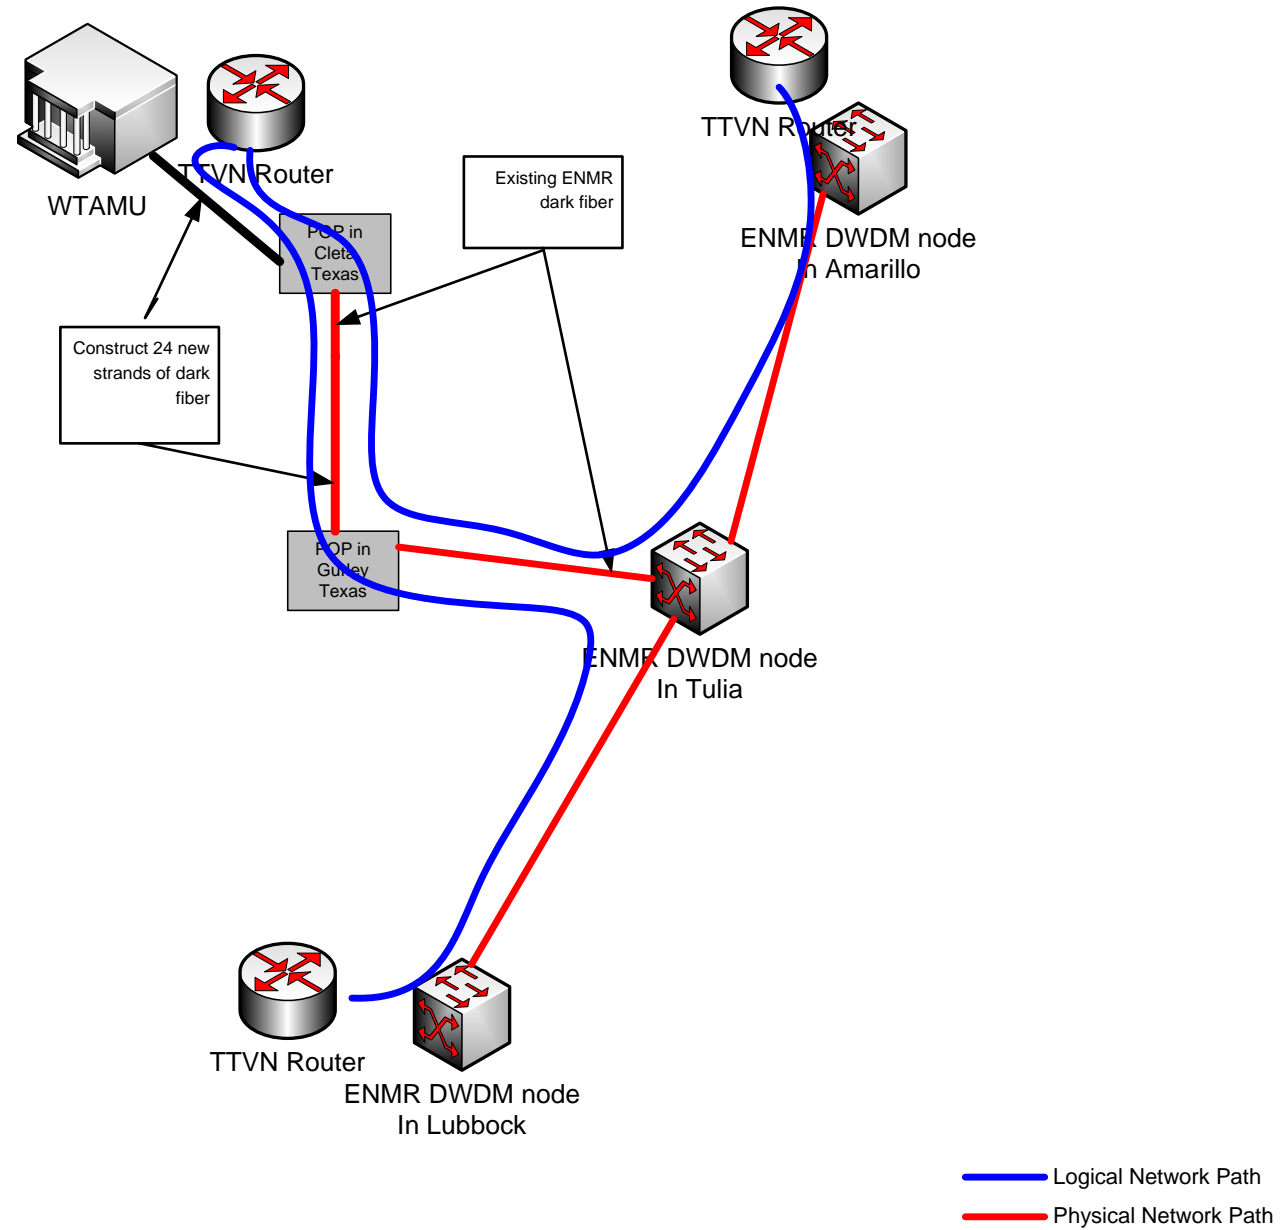 TTVN Router
WTAMU
TTVN Router
Existing ENMR
dark fiber
ENMR DWDM node
In Amarillo
POP in
Cleta
Texas
Construct 24 new
strands of dark
fiber
POP in
Gurley
Texas
ENMR DWDM node
In Tulia
TTVN Router
ENMR DWDM node
In Lubbock
Logical Network Path
Physical Network Path